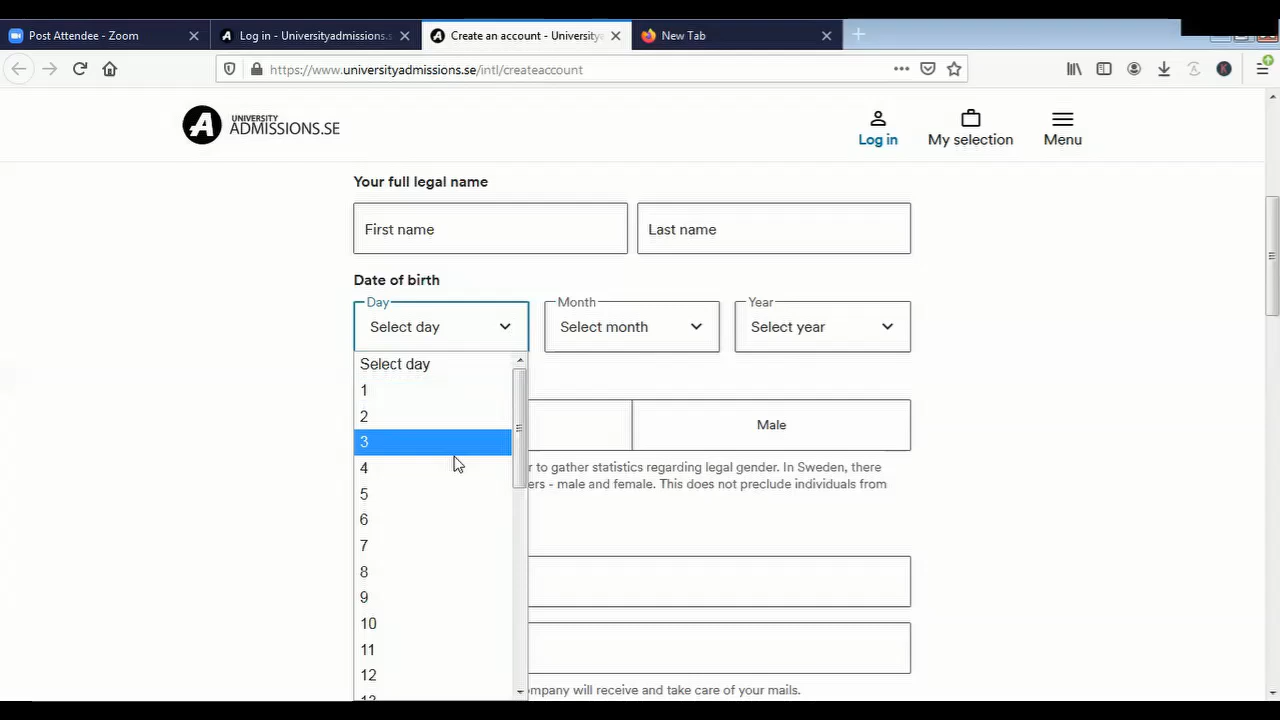 Post Attendee - Zoom
Log in - Universityadmissions.s
Create an account - Universitya
New Tab
https://www.universityadmissions.se/intl/createaccount
UNIVERSITY
ADMISSIONS.SE
Log in
My selection
Menu
Your full legal name
First name
Last name
Date of birth
Day
Month
Year
Select day
Select month
Select year
Select day
1
2
3
4
5
6
7
8
9
10
11
12
Male
r to gather statistics regarding legal gender. In Sweden, there
ers - male and female. This does not preclude individuals from
mpany will receive and take care of your mails.